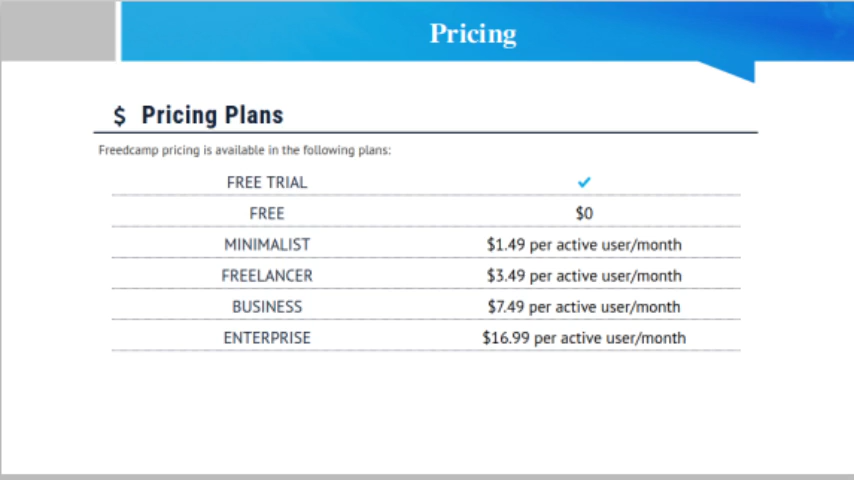 Pricing
$ Pricing Plans
Freedcamp pricing is available in the following plans:
FREE TRIAL ✔
FREE $0
MINIMALIST $1.49 per active user/month
FREELANCER $3.49 per active user/month
BUSINESS $7.49 per active user/month
ENTERPRISE $16.99 per active user/month